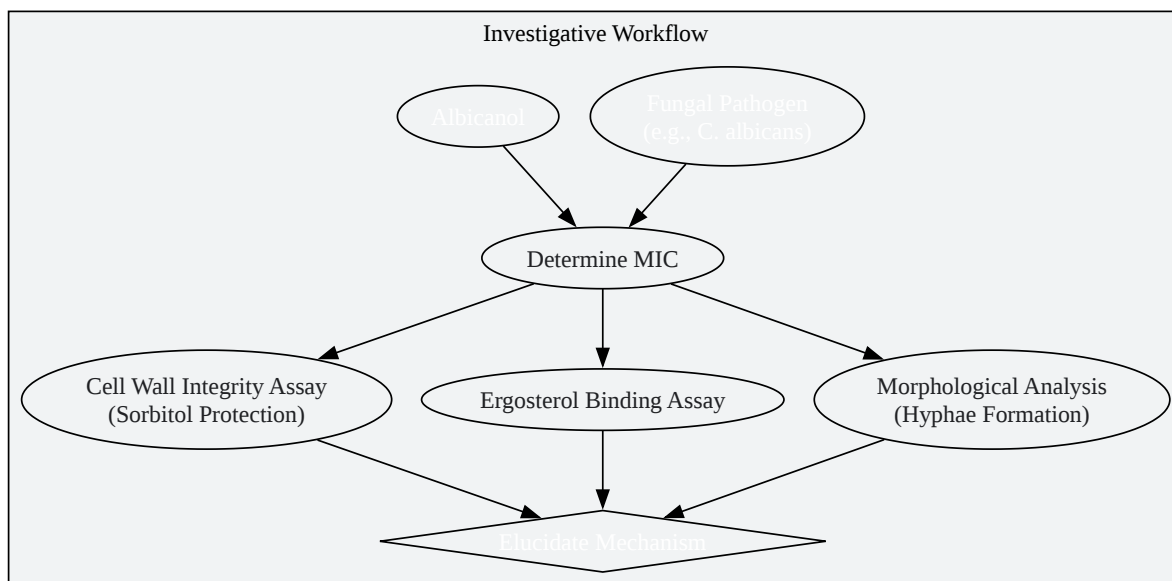 Investigative Workflow
Albicanol
Fungal Pathogen
(e.g., C. albicans)
Determine MIC
Cell Wall Integrity Assay
(Sorbitol Protection)
Ergosterol Binding Assay
Morphological Analysis
(Hyphae Formation)
Elucidate Mechanism